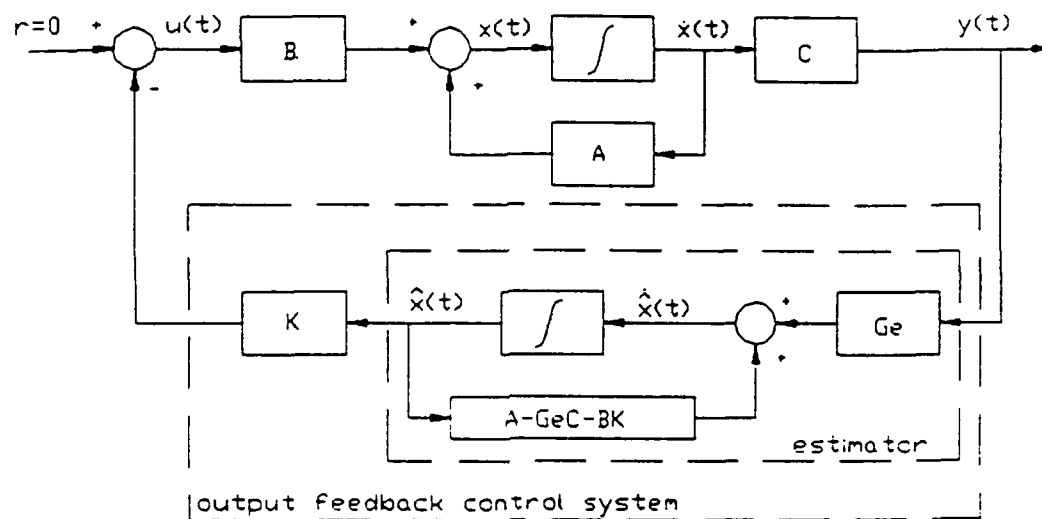 r=0 + u(t) B + x(t) ∫ ẋ(t) C y(t)
-
+
A
K x̂(t) ∫ x̂̇(t) + Ge
+
A-GeC-BK
estimator
output feedback control system